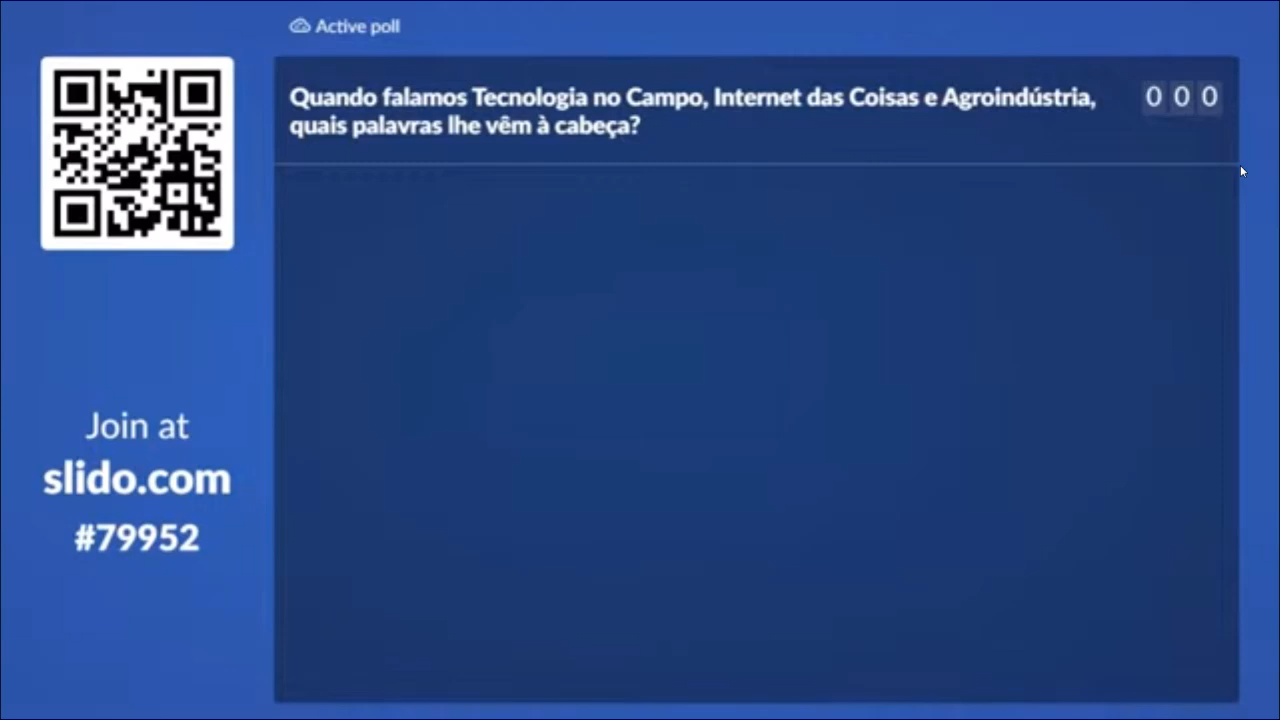 Active poll
Quando falamos Tecnologia no Campo, Internet das Coisas e Agroindústria,
quais palavras lhe vêm à cabeça?
0 0 0
Join at
slido.com
#79952